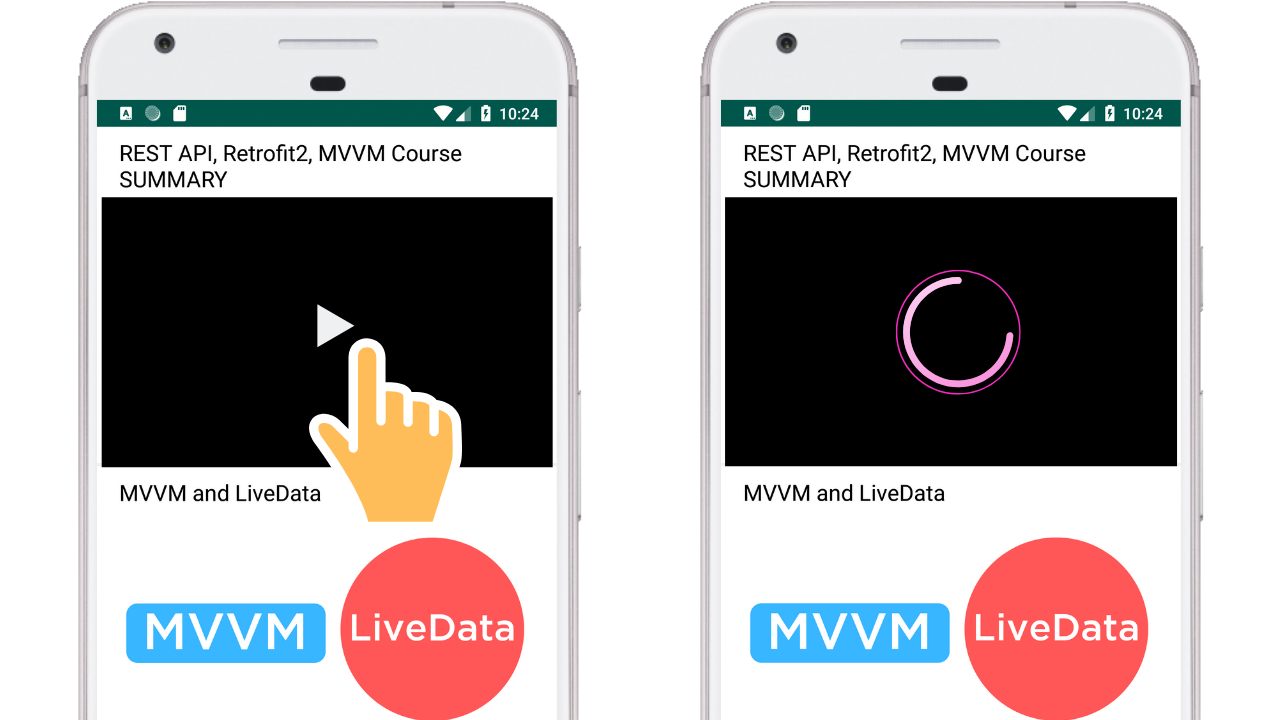 10:24
REST API, Retrofit2, MVVM Course
SUMMARY
MVVM and LiveData
MVVM
LiveData
10:24
REST API, Retrofit2, MVVM Course
SUMMARY
MVVM and LiveData
MVVM
LiveData